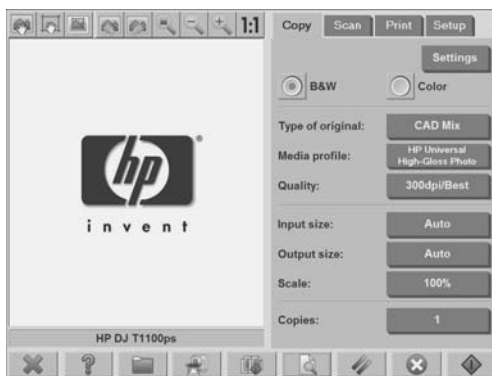 1:1
Copy Scan Print Setup
Settings
B&W Color
Type of original: CAD Mix
Media profile: HP Universal
High-Gloss Photo
Quality: 300dpi/Best
hp
invent
Input size: Auto
Output size: Auto
Scale: 100%
Copies: 1
HP DJ T1100ps